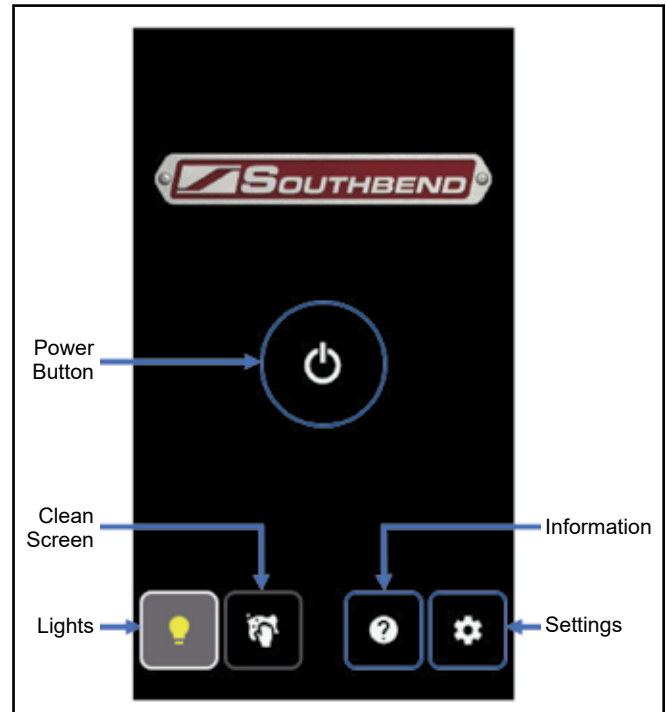 SOUTHBEND
Power
Button
Clean
Screen
Information
Lights
Settings